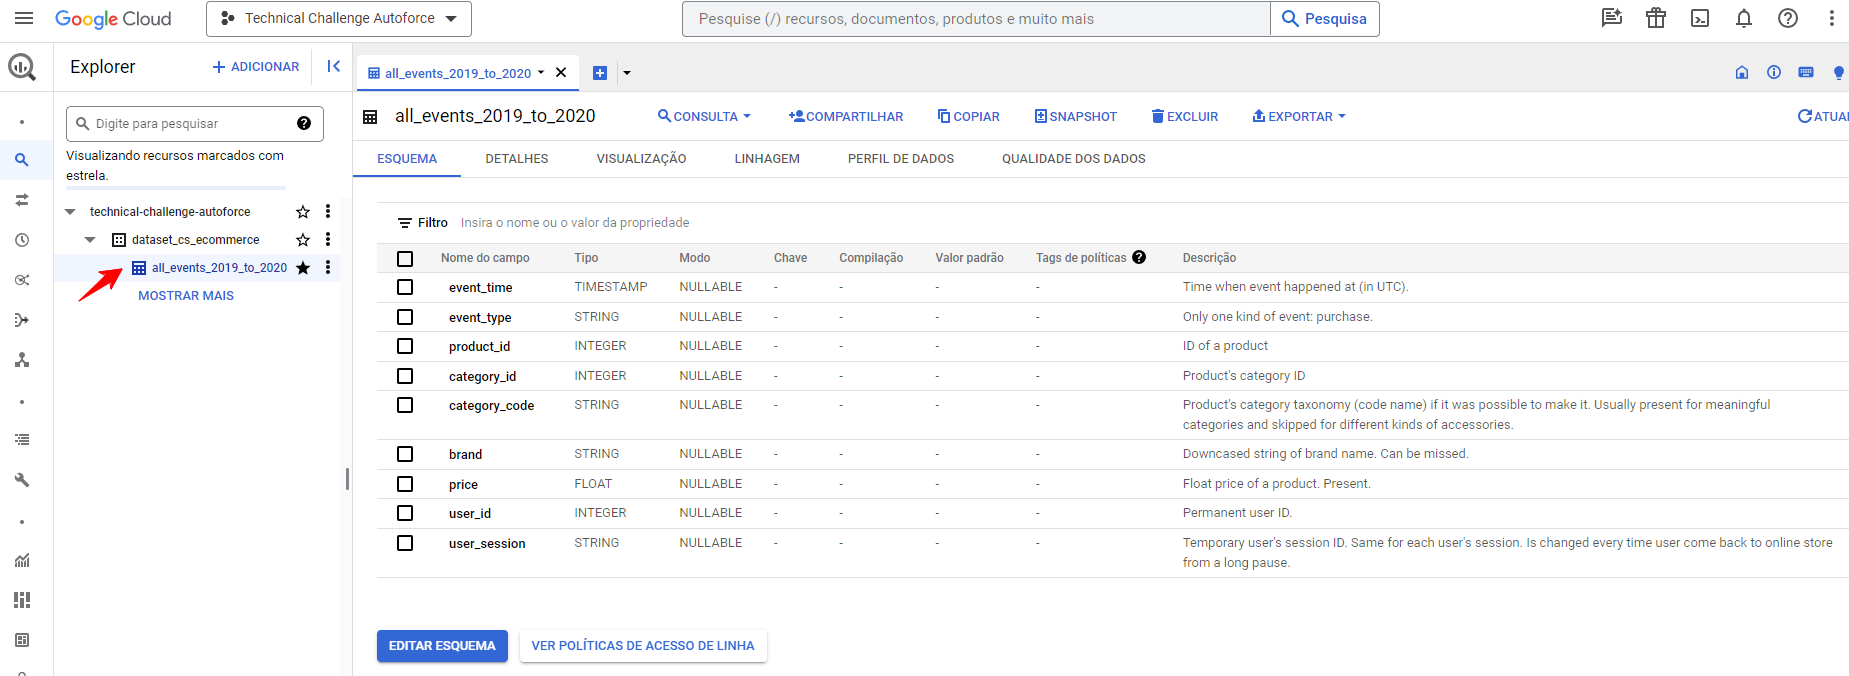 Google Cloud
Technical Challenge Autoforce
Pesquise (/) recursos, documentos, produtos e muito mais
Pesquisa
Explorer
ADICIONAR
all_events_2019_to_2020
Digite para pesquisar
Visualizando recursos marcados com
estrela.
technical-challenge-autoforce
dataset_cs_ecommerce
all_events_2019_to_2020
MOSTRAR MAIS
all_events_2019_to_2020
CONSULTA
COMPARTILHAR
COPIAR
SNAPSHOT
EXCLUIR
EXPORTAR
ATUAI
ESQUEMA DETALHES VISUALIZAÇÃO LINHAGEM PERFIL DE DADOS QUALIDADE DOS DADOS
Filtro Insira o nome ou o valor da propriedade
Nome do campo Tipo Modo Chave Compilação Valor padrão Tags de políticas Descrição
event_time TIMESTAMP NULLABLE - - - - Time when event happened at (in UTC).
event_type STRING NULLABLE - - - - Only one kind of event: purchase.
product_id INTEGER NULLABLE - - - - ID of a product
category_id INTEGER NULLABLE - - - - Product's category ID
category_code STRING NULLABLE - - - - Product's category taxonomy (code name) if it was possible to make it. Usually present for meaningful
categories and skipped for different kinds of accessories.
brand STRING NULLABLE - - - - Downcased string of brand name. Can be missed.
price FLOAT NULLABLE - - - - Float price of a product. Present.
user_id INTEGER NULLABLE - - - - Permanent user ID.
user_session STRING NULLABLE - - - - Temporary user's session ID. Same for each user's session. Is changed every time user come back to online store
from a long pause.
EDITAR ESQUEMA
VER POLÍTICAS DE ACESSO DE LINHA